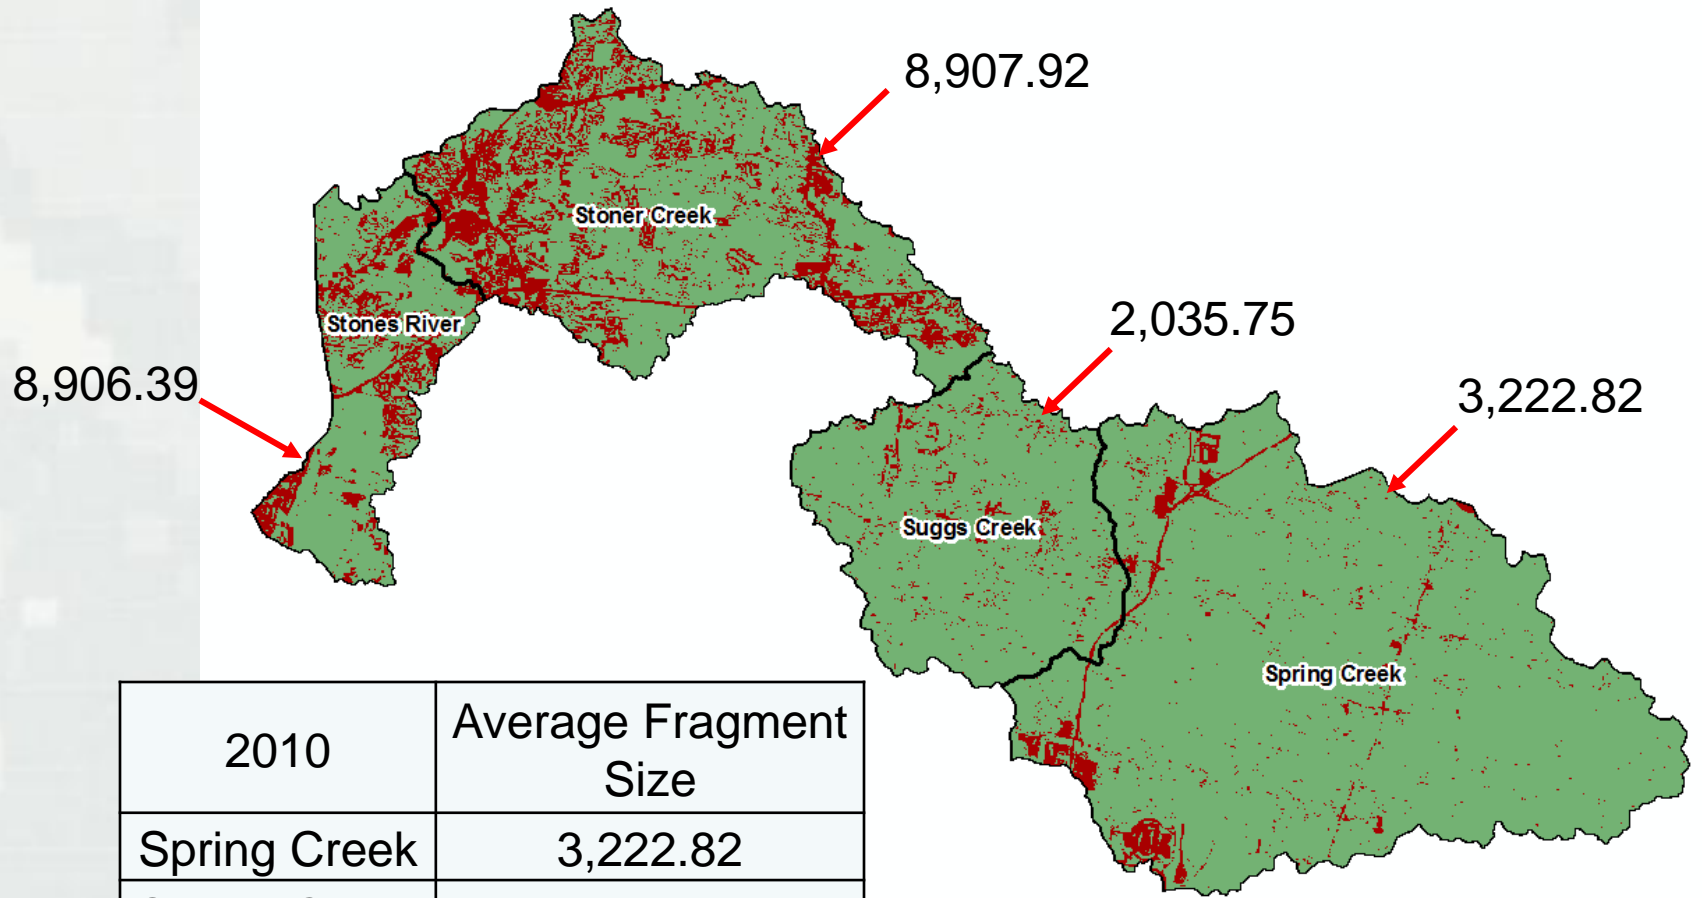 8,907.92
Stoner Creek
2,035.75
Stones River
8,906.39
3,222.82
Suggs Creek
Spring Creek
2010
Average Fragment
Size
Spring Creek
3,222.82